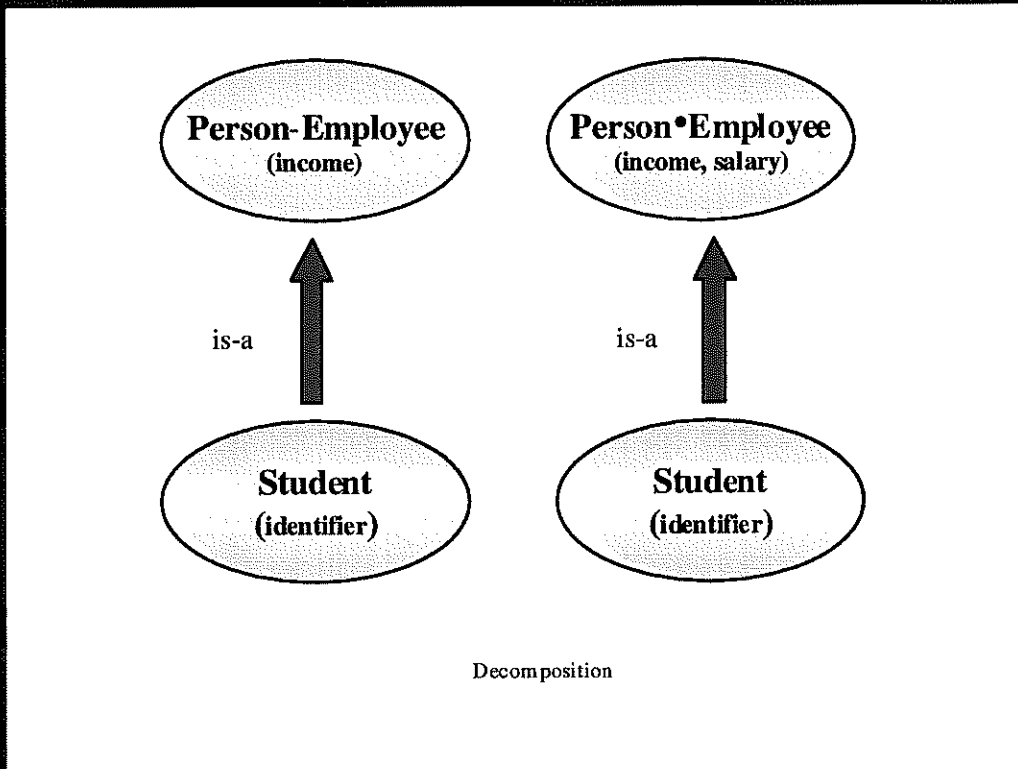 Person-Employee
(income)
Person•Employee
(income, salary)
is-a
is-a
Student
(identifier)
Student
(identifier)
Decomposition